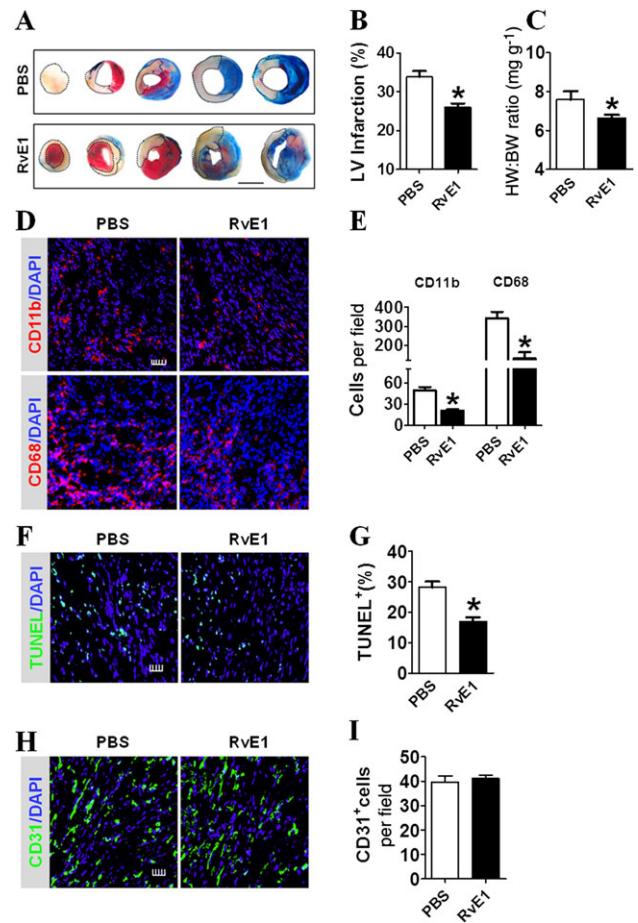 A
PBS
RvE1
B
LV Infarction (%)
40
30
20
10
0
*
PBS
RvE1
C
HW:BW ratio (mg g⁻¹)
10
8
6
4
2
0
*
PBS
RvE1
D
PBS
RvE1
CD11b/DAPI
CD68/DAPI
E
CD11b
CD68
Cells per field
400
300
200
60
30
0
*
*
PBS
RvE1
PBS
RvE1
F
PBS
RvE1
TUNEL/DAPI
G
TUNEL⁺(%)
40
30
20
10
0
*
PBS
RvE1
H
PBS
RvE1
CD31/DAPI
I
CD31⁺cells
per field
50
40
30
20
10
0
PBS
RvE1